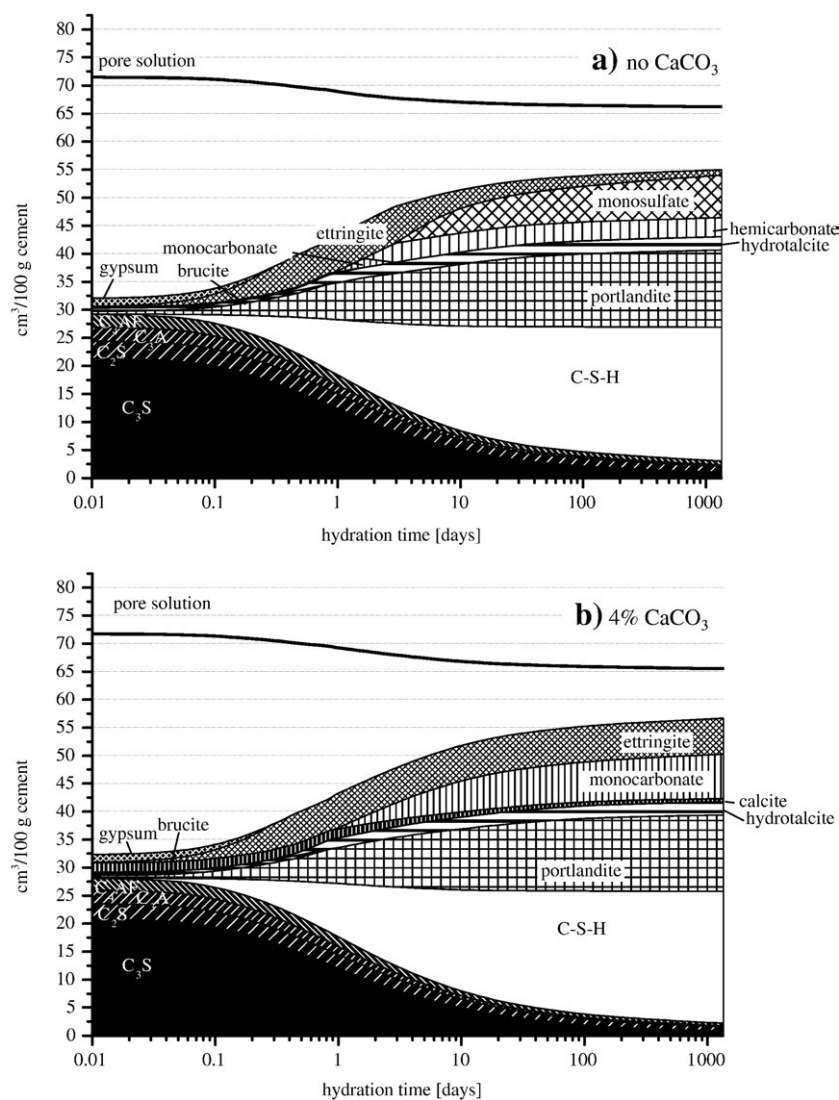 80
75
70
65
60
55
50
45
40
35
30
25
20
15
10
5
0
cm³/100 g cement
pore solution
a) no CaCO₃
ettringite
monosulfate
monocarbonate
hemicarbonate
gypsum
brucite
hydrotalcite
portlandite
C₄AF
C₃A
C₂S
C-S-H
C₃S
0.01 0.1 1 10 100 1000
hydration time [days]
80
75
70
65
60
55
50
45
40
35
30
25
20
15
10
5
0
cm³/100 g cement
pore solution
b) 4% CaCO₃
ettringite
monocarbonate
gypsum
brucite
calcite
hydrotalcite
portlandite
C₄AF
C₃A
C₂S
C-S-H
C₃S
0.01 0.1 1 10 100 1000
hydration time [days]